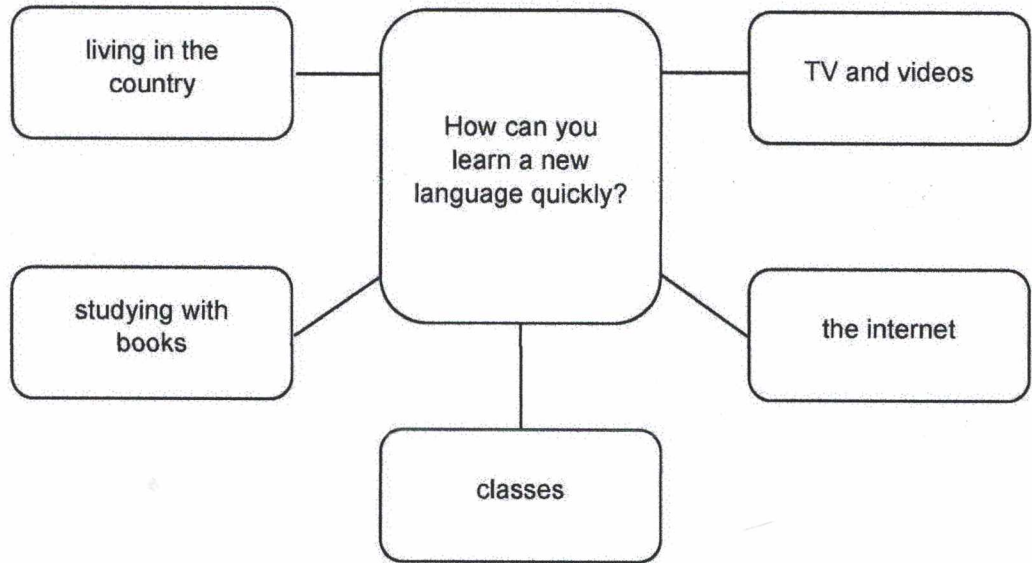 living in the
country
How can you
learn a new
language quickly?
TV and videos
studying with
books
the internet
classes